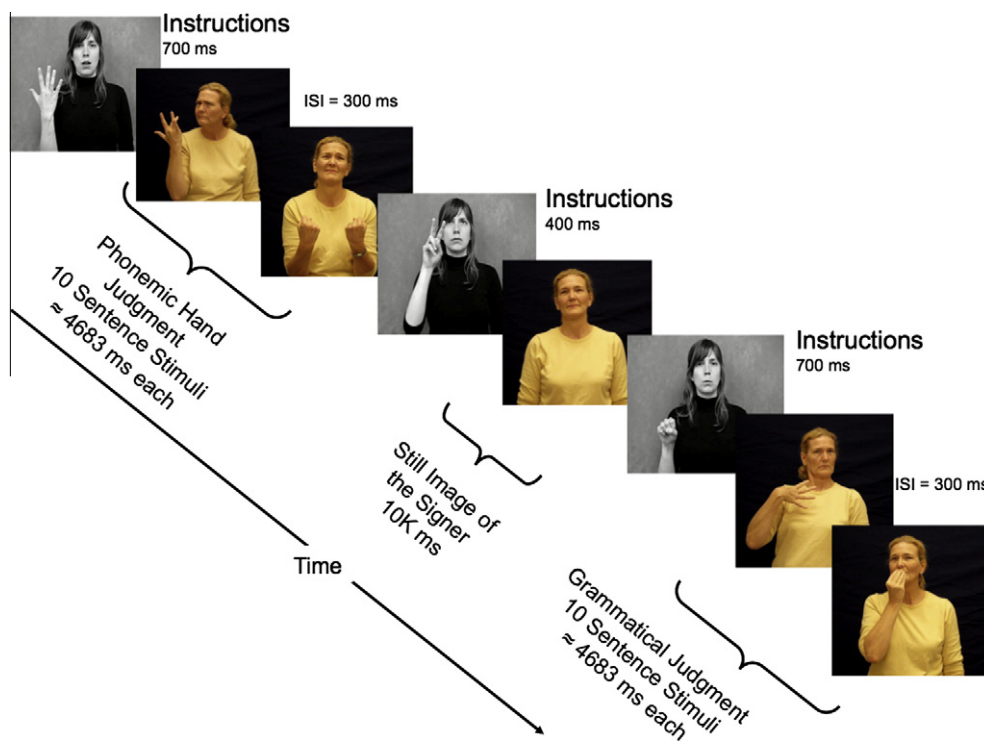 Instructions
700 ms
ISI = 300 ms
Phonemic Hand
Judgment
10 Sentence Stimuli
≈ 4683 ms each
Instructions
400 ms
Still Image of
the Signer
10K ms
Instructions
700 ms
ISI = 300 ms
Grammatical Judgment
10 Sentence Stimuli
≈ 4683 ms each
Time